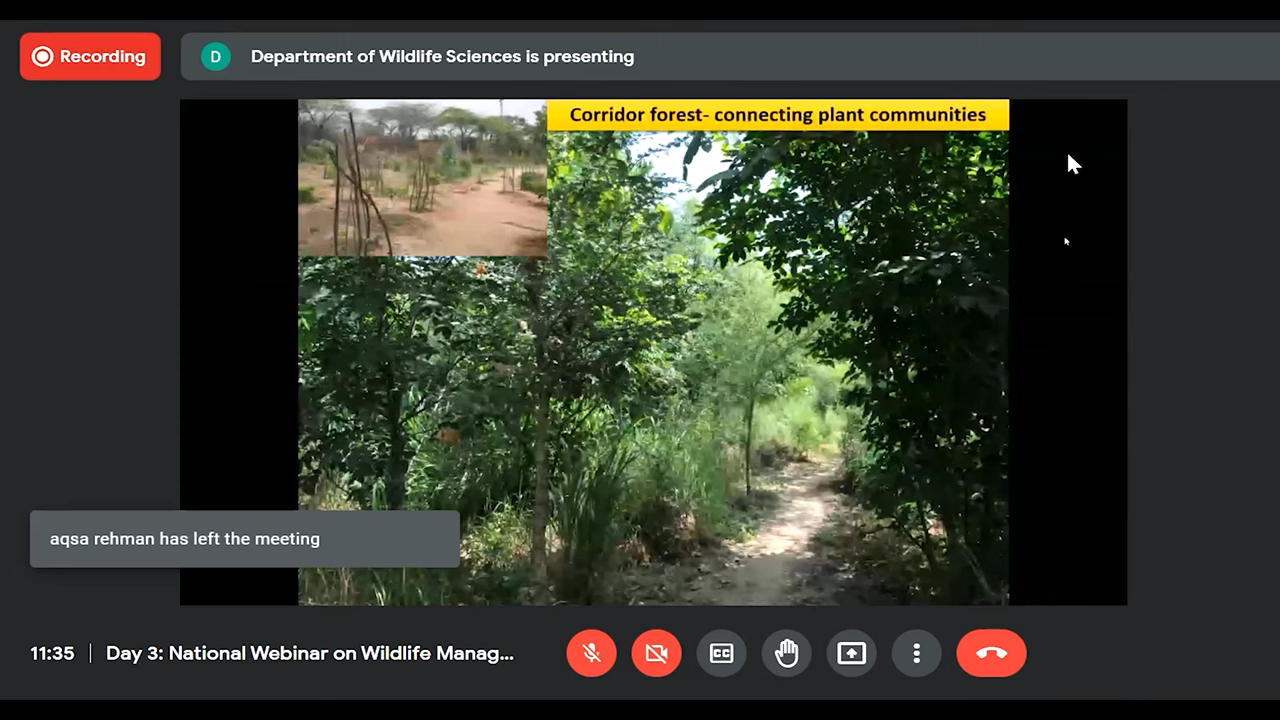 Recording
D
Department of Wildlife Sciences is presenting
Corridor forest- connecting plant communities
aqsa rehman has left the meeting
11:35 | Day 3: National Webinar on Wildlife Manag...
CC